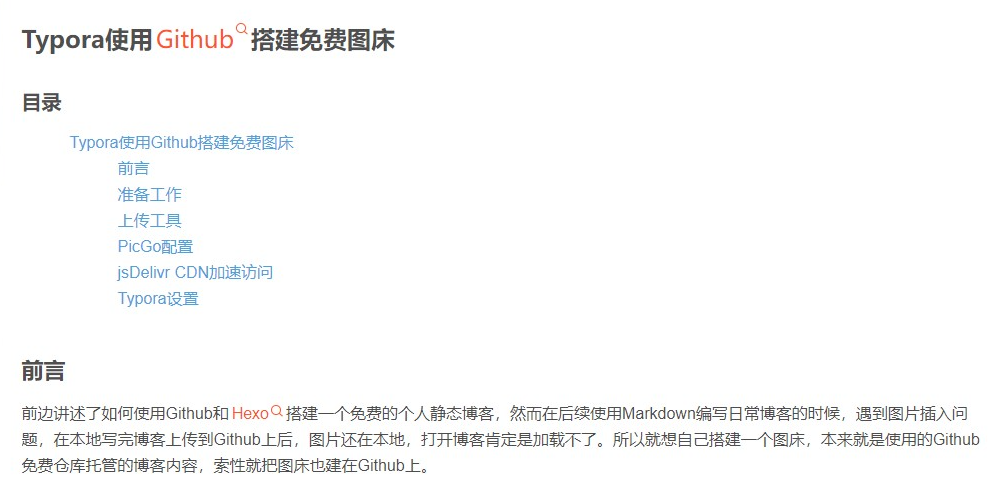 Typora使用Github搭建免费图床
目录
Typora使用Github搭建免费图床
前言
准备工作
上传工具
PicGo配置
jsDelivr CDN加速访问
Typora设置
前言
前边讲述了如何使用Github和Hexo搭建一个免费的个人静态博客，然而在后续使用Markdown编写日常博客的时候，遇到图片插入问
题，在本地写完博客上传到Github上后，图片还在本地，打开博客肯定是加载不了。所以就想自己搭建一个图床，本来就是使用的Github
免费仓库托管的博客内容，索性就把图床也建在Github上。